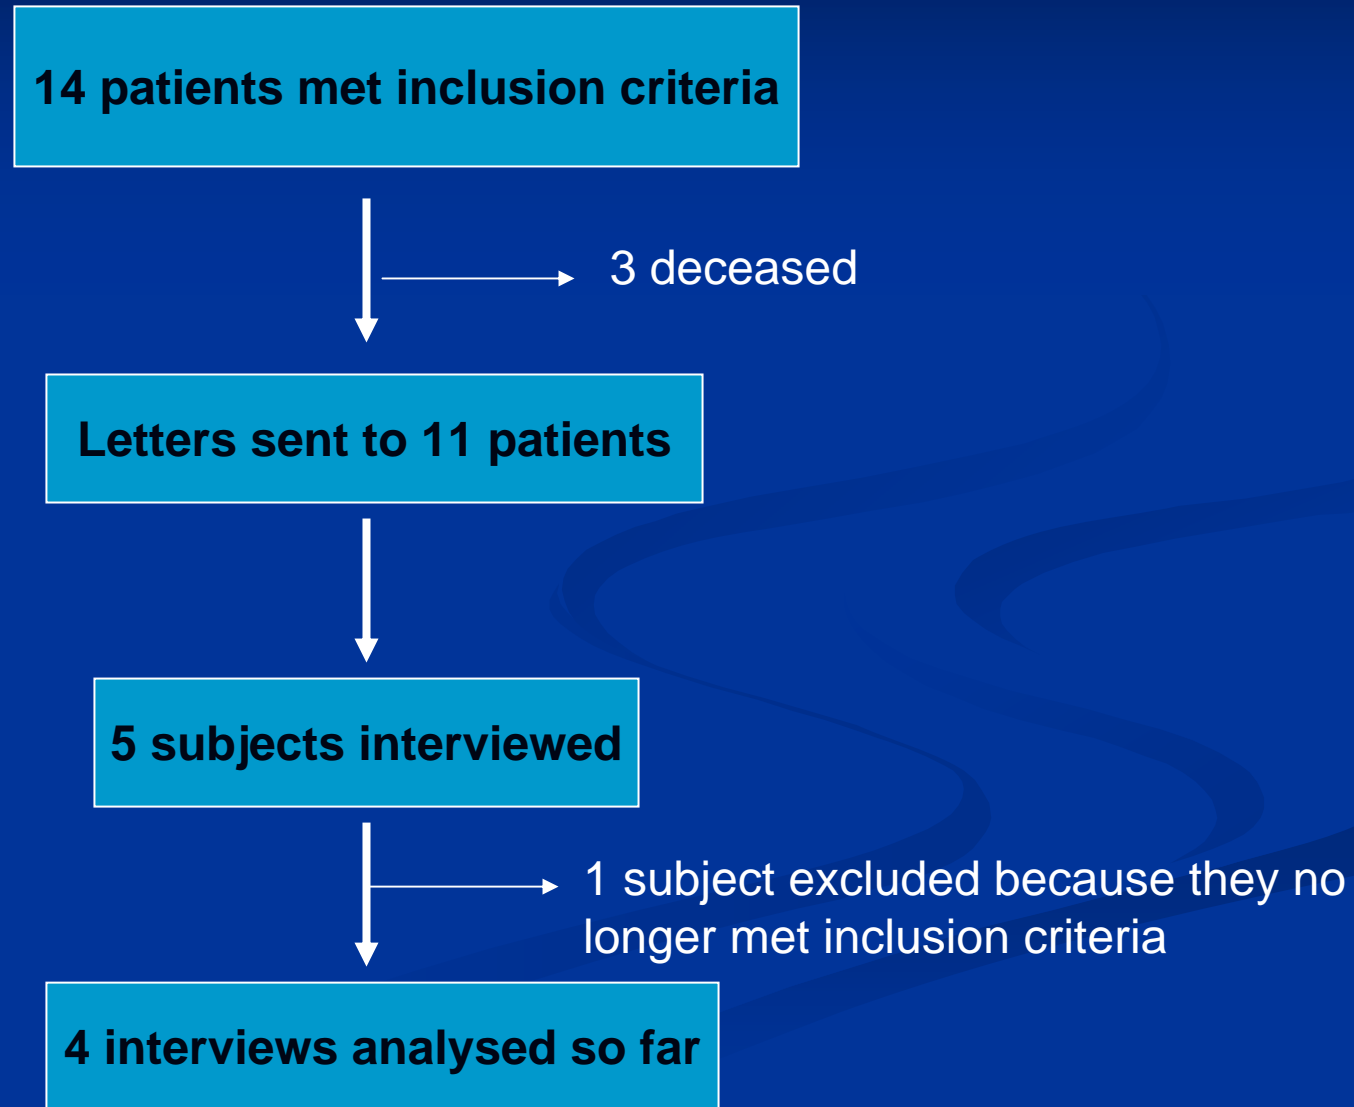 14 patients met inclusion criteria
3 deceased
Letters sent to 11 patients
5 subjects interviewed
1 subject excluded because they no
longer met inclusion criteria
4 interviews analysed so far